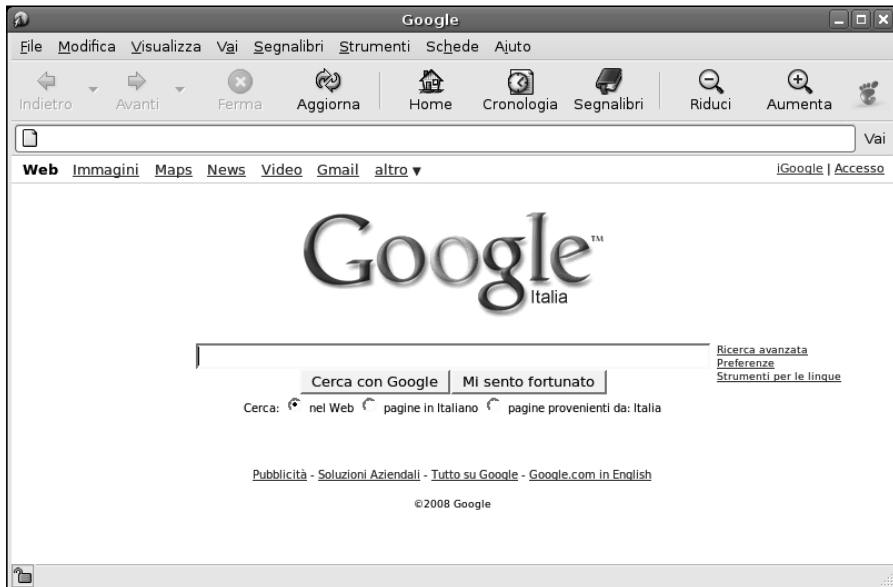 Google
File Modifica Visualizza Vai Segnalibri Strumenti Schede Aiuto
Indietro Avanti Ferma Aggiorna Home Cronologia Segnalibri Riduci Aumenta
Vai
Web Immagini Maps News Video Gmail altro ▼ iGoogle | Accesso
Google™
Italia
Ricerca avanzata
Preferenze
Strumenti per le lingue
Cerca con Google Mi sento fortunato
Cerca: nel Web pagine in Italiano pagine provenienti da: Italia
Pubblicità - Soluzioni Aziendali - Tutto su Google - Google.com in English
©2008 Google